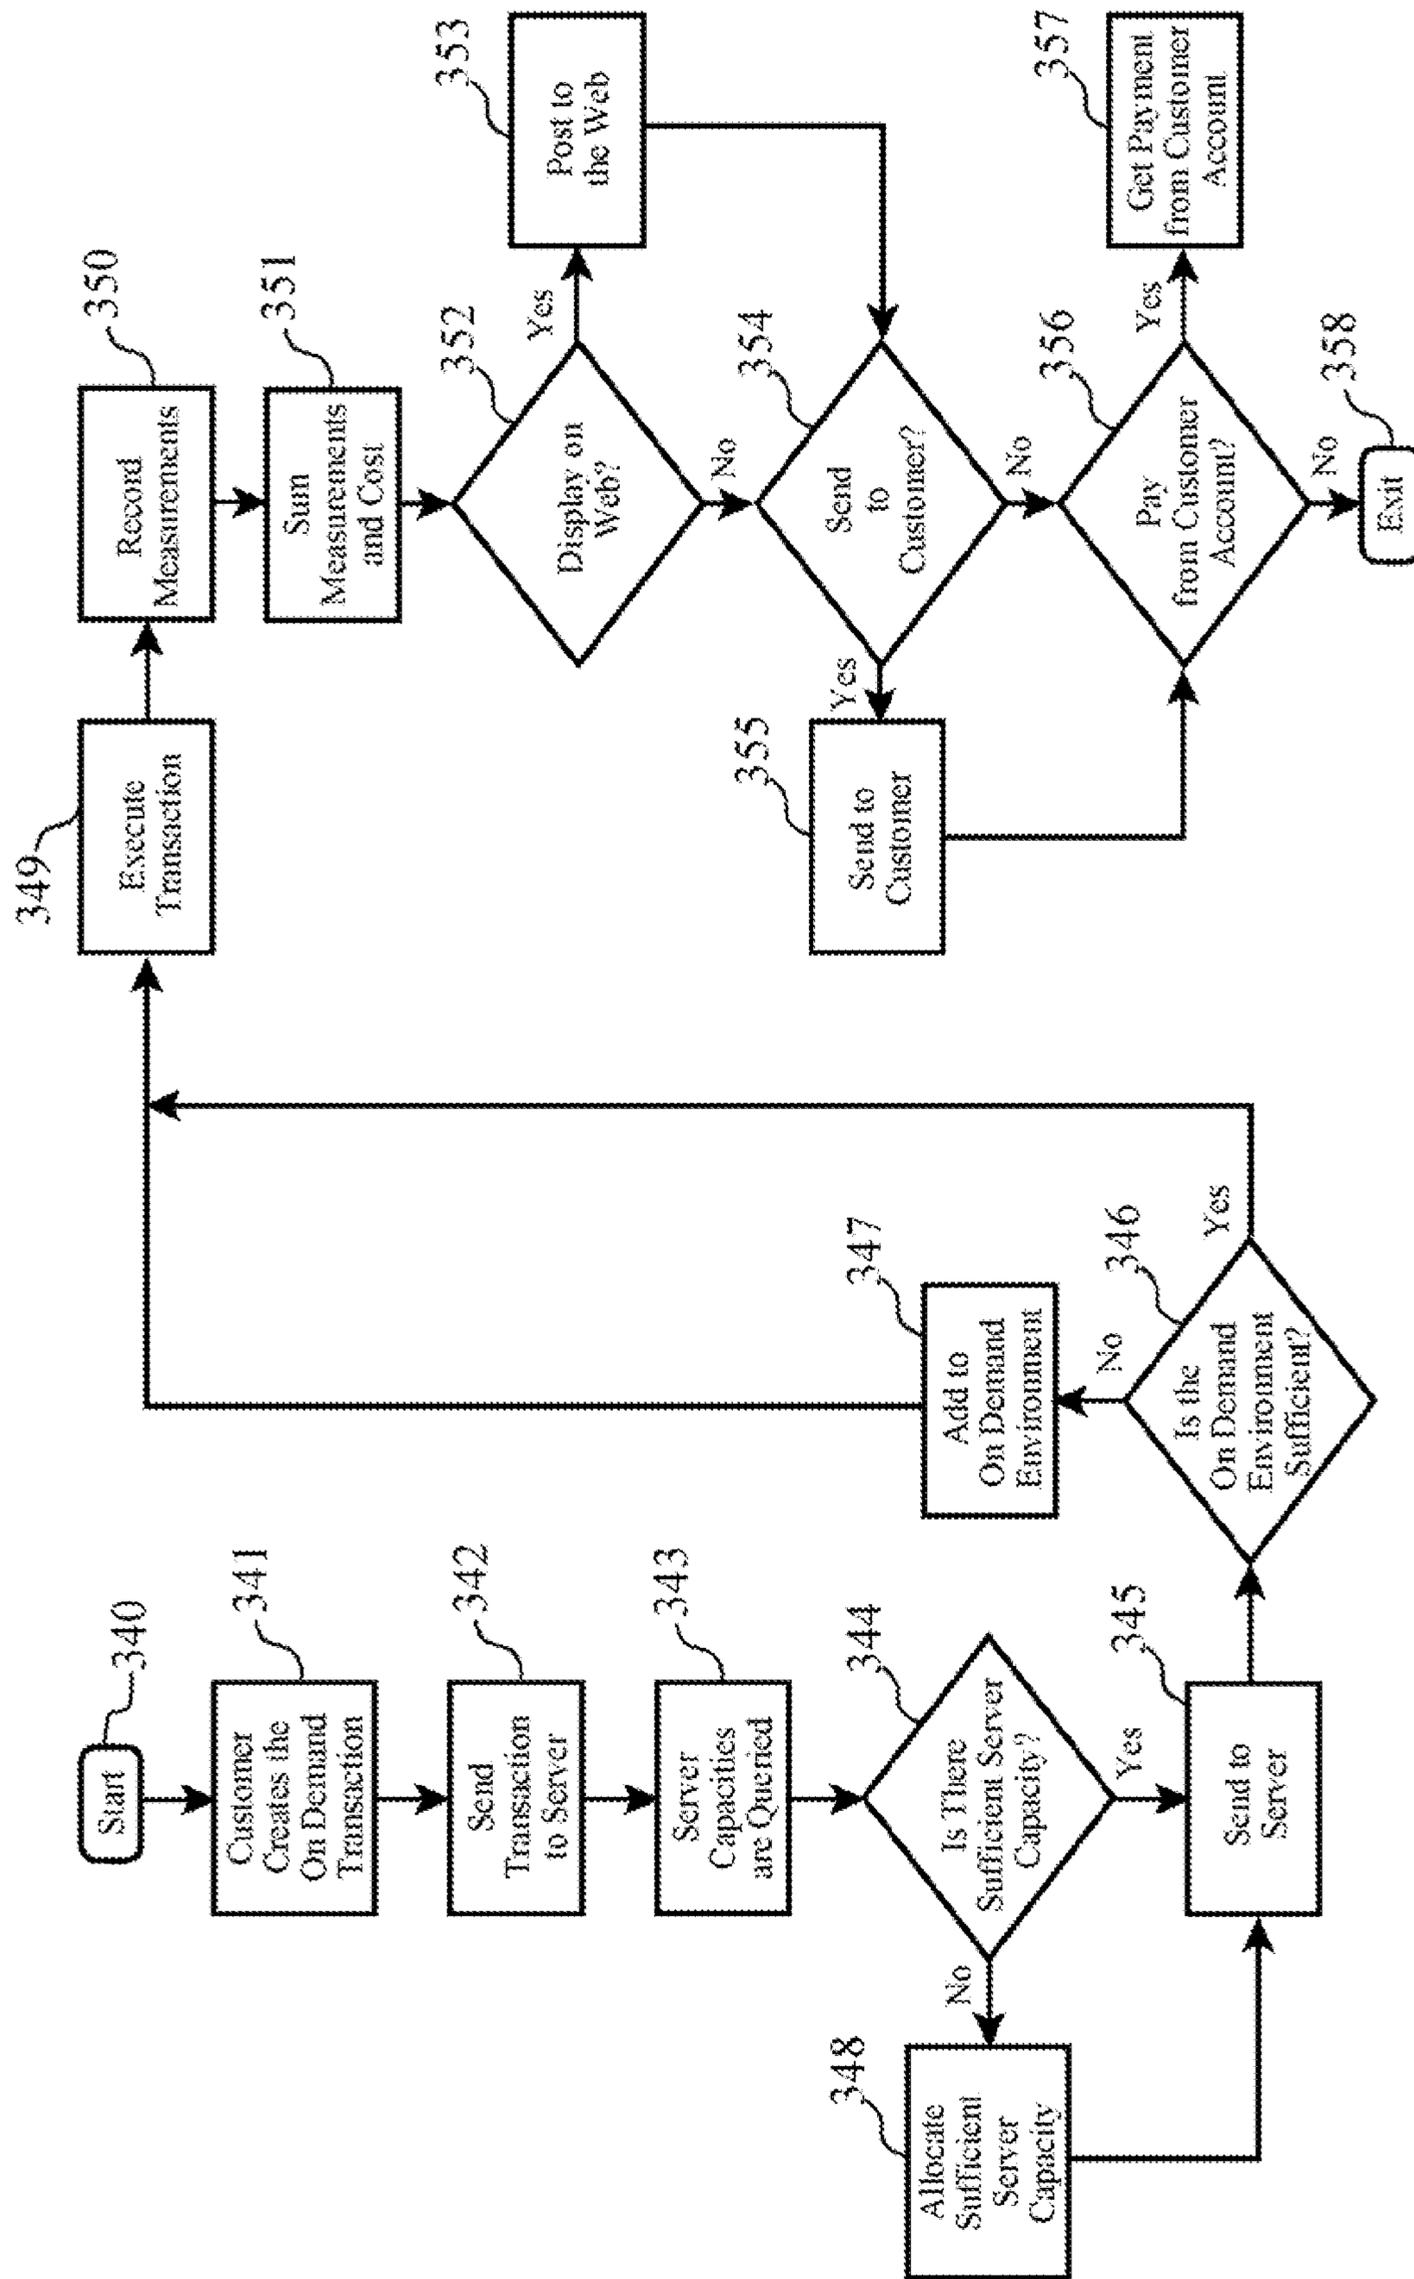 340
Start
341
Customer
Creates the
On Demand
Transaction
342
Send
Transaction
to Server
343
Server
Capacities
are Queried
344
Is There
Sufficient Server
Capacity?
No
Yes
348
Allocate
Sufficient
Server
Capacity
345
Send to
Server
346
Is the
On Demand
Environment
Sufficient?
No
Yes
347
Add to
On Demand
Environment
349
Execute
Transaction
350
Record
Measurements
351
Sum
Measurements
and Cost
352
Display on
Web?
Yes
No
353
Post to
the Web
354
Send
to
Customer?
Yes
No
355
Send to
Customer
356
Pay
from Customer
Account?
Yes
No
357
Get Payment
from Customer
Account
358
Exit